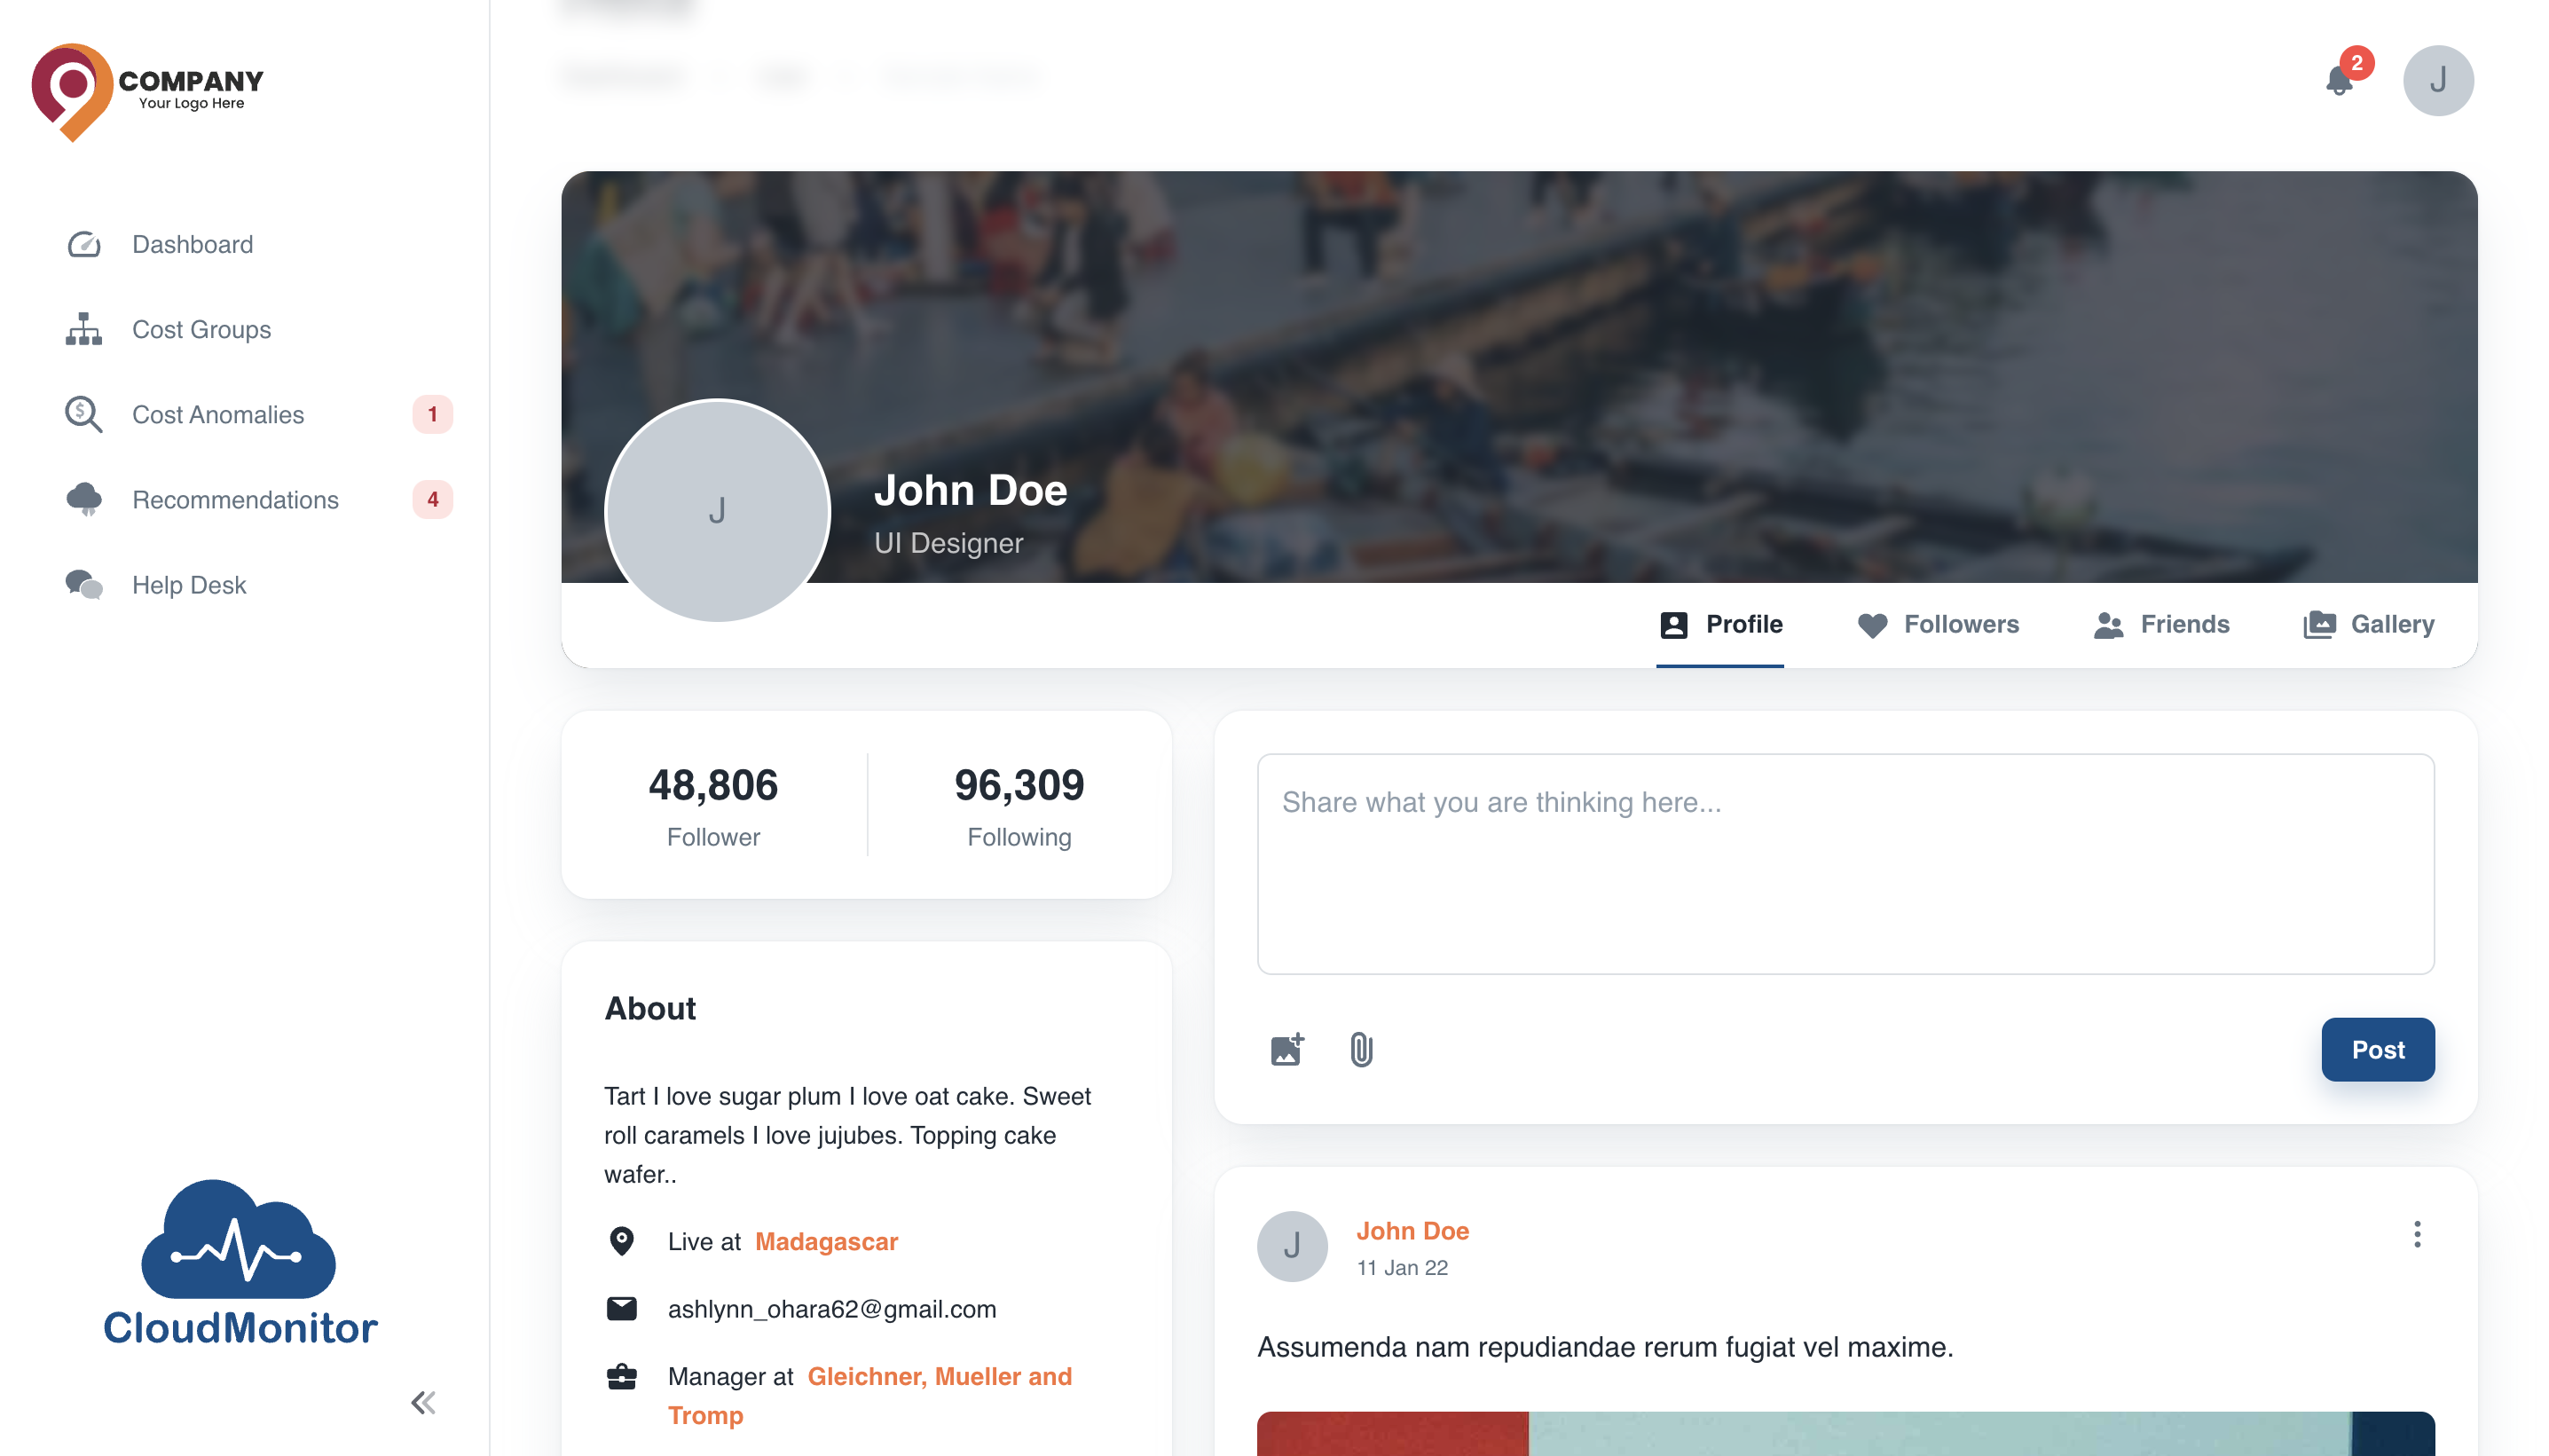 COMPANY
Your Logo Here
Dashboard
Cost Groups
Cost Anomalies
1
Recommendations
4
Help Desk
CloudMonitor
2
J
J
John Doe
UI Designer
Profile
Followers
Friends
Gallery
48,806
Follower
96,309
Following
About
Tart I love sugar plum I love oat cake. Sweet
roll caramels I love jujubes. Topping cake
wafer..
Live at Madagascar
ashlynn_ohara62@gmail.com
Manager at Gleichner, Mueller and
Tromp
Share what you are thinking here...
Post
J
John Doe
11 Jan 22
Assumenda nam repudiandae rerum fugiat vel maxime.